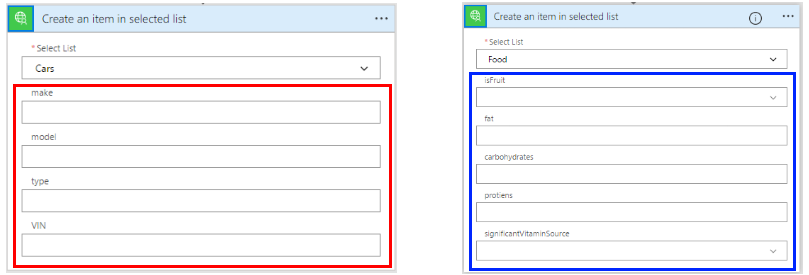 Create an item in selected list
* Select List
Cars
make
model
type
VIN
Create an item in selected list
* Select List
Food
isFruit
fat
carbohydrates
protiens
significantVitaminSource